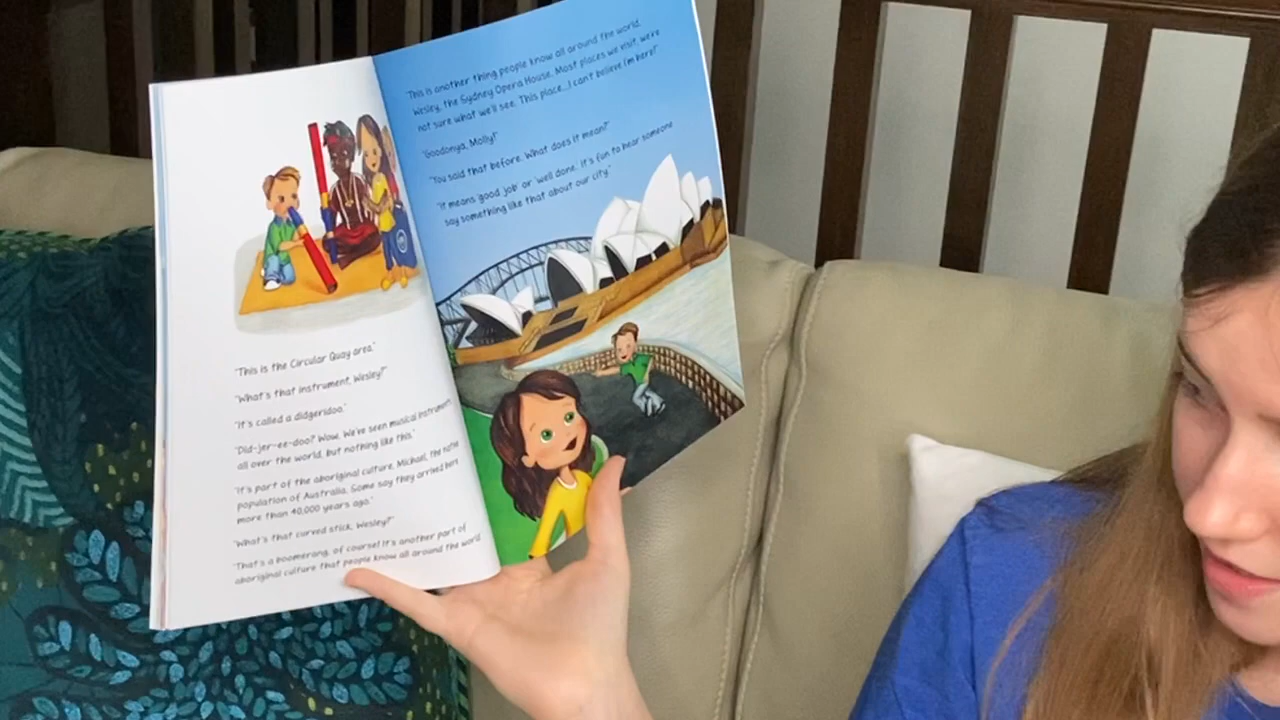 "This is the Circular Quay area."
"What's that instrument, Wesley?"
"It's called a didgeridoo."
"Did-jer-ee-doo? Wow. We've seen musical instruments
all over the world, but nothing like this."
"It's part of the aboriginal culture, Michael, the native
population of Australia. Some say they arrived here
more than 40,000 years ago."
"What's that curved stick, Wesley?"
"That's a boomerang, of course! It's another part of
aboriginal culture that people know all around the world.
"This is another thing people know all around the world,
Wesley, the Sydney Opera House. Most places we visit, we're
not sure what we'll see. This place...I can't believe I'm here!"
"Goodonya, Molly!"
"You said that before. What does it mean?"
"It means 'good job' or 'well done.' It's fun to hear someone
say something like that about our city."